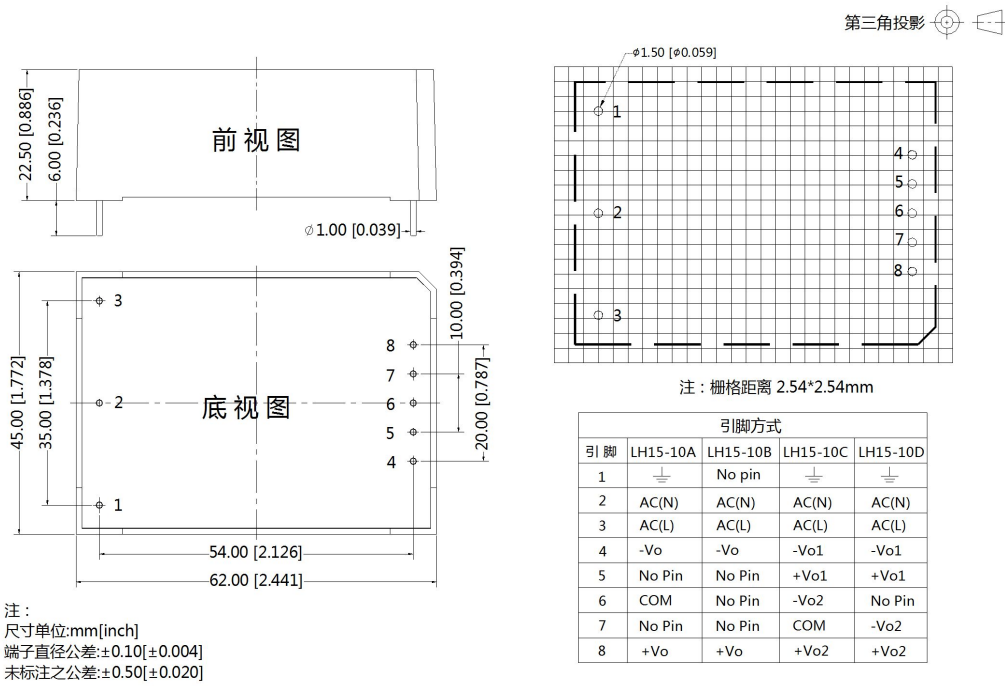 第三角投影
前视图
22.50 [0.886]
6.00 [0.236]
∅1.00 [0.039]
底视图
3
2
1
8
7
6
5
4
45.00 [1.772]
35.00 [1.378]
10.00 [0.394]
20.00 [0.787]
54.00 [2.126]
62.00 [2.441]
注：
尺寸单位:mm[inch]
端子直径公差:±0.10[±0.004]
未标注之公差:±0.50[±0.020]
ø1.50 [ø0.059]
1
2
3
4
5
6
7
8
注：栅格距离 2.54*2.54mm
引脚方式
引脚 LH15-10A LH15-10B LH15-10C LH15-10D
1 ⏚ No pin ⏚ ⏚
2 AC(N) AC(N) AC(N) AC(N)
3 AC(L) AC(L) AC(L) AC(L)
4 -Vo -Vo -Vo1 -Vo1
5 No Pin No Pin +Vo1 +Vo1
6 COM No Pin -Vo2 No Pin
7 No Pin No Pin COM -Vo2
8 +Vo +Vo +Vo2 +Vo2